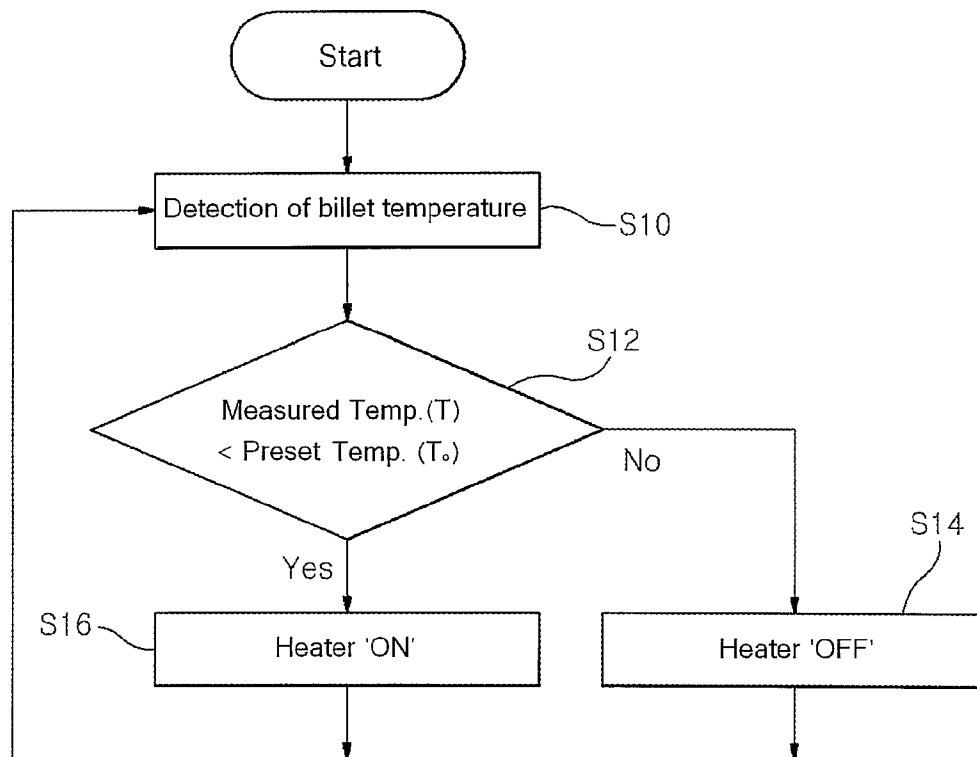 Start
Detection of billet temperature
S10
S12
Measured Temp.(T)
< Preset Temp. (T₀)
No
Yes
S14
S16
Heater 'ON'
Heater 'OFF'